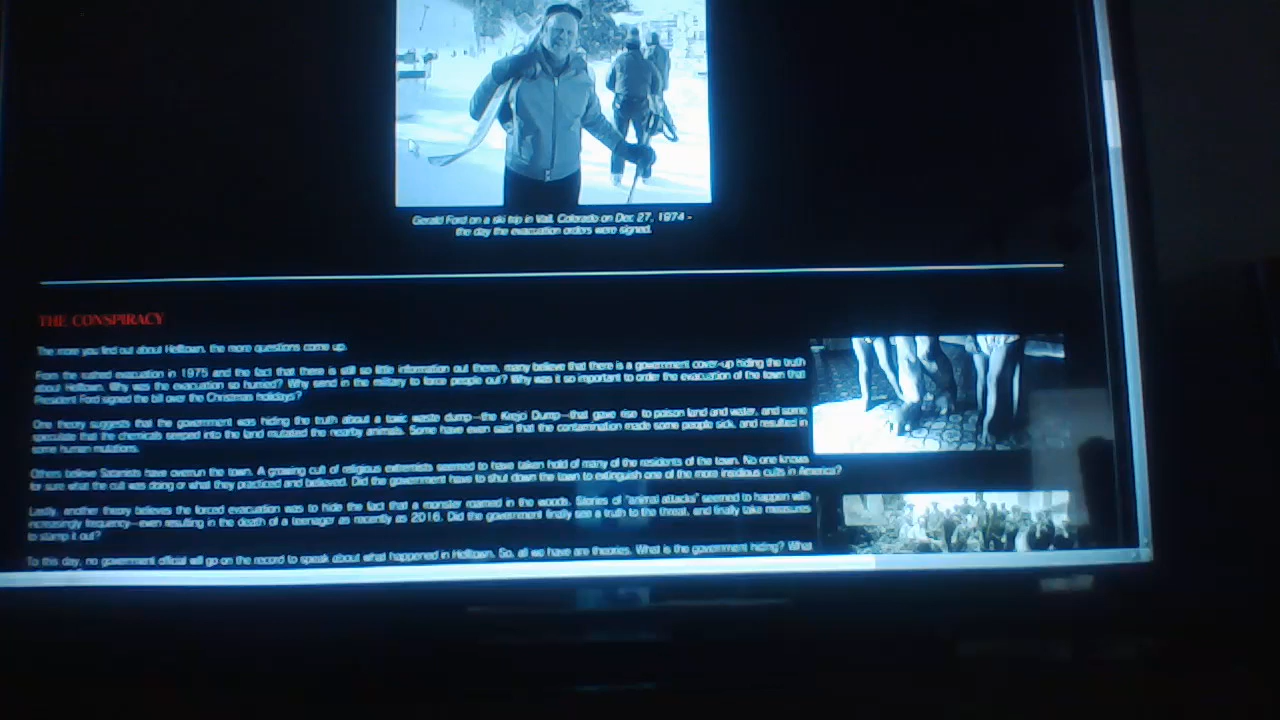 Gerald Ford on a ski trip in Vail, Colorado on Dec 27, 1974 -
the day the evacuation orders were signed.
THE CONSPIRACY
The more you find out about Helltown, the more questions come up.
From the rushed evacuation in 1975 and the fact that there is still so little information out there, many believe that there is a government cover-up hiding the truth
about Helltown. Why was the evacuation so hurried? Why send in the military to force people out? Why was it so important to order the evacuation of the town that
President Ford signed the bill over the Christmas holidays?
One theory suggests that the government was hiding the truth about a toxic waste dump—the Krejci Dump—that gave rise to poison land and water, and some
speculate that the chemicals seeped into the land mutated the nearby animals. Some have even said that the contamination made some people sick, and resulted in
some human mutations.
Others believe Satanists have overrun the town. A growing cult of religious extremists seemed to have taken hold of many of the residents of the town. No one knows
for sure what the cult was doing or what they practiced and believed. Did the government have to shut down the town to extinguish one of the more insidious cults in America?
Lastly, another theory believes the forced evacuation was to hide the fact that a monster roamed in the woods. Stories of "animal attacks" seemed to happen with
increasingly frequency—even resulting in the death of a teenager as recently as 2016. Did the government finally see a truth to the threat, and finally take measures
to stamp it out?
To this day, no government official will go on the record to speak about what happened in Helltown. So, all we have are theories. What is the government hiding? What